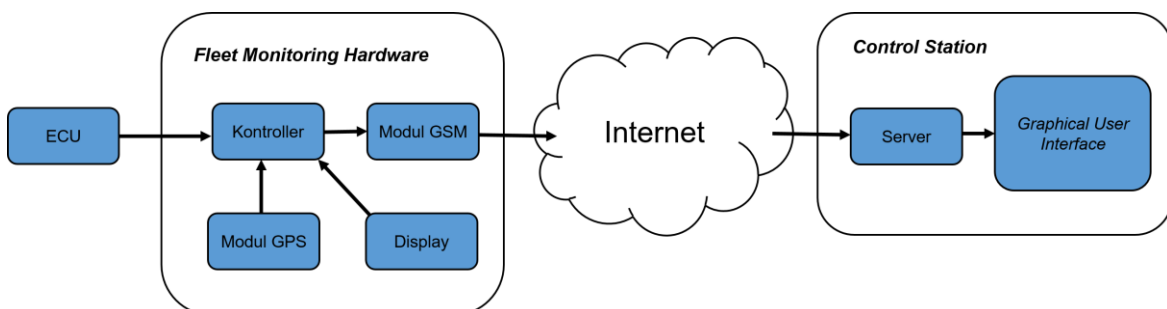 Fleet Monitoring Hardware
Control Station
ECU
Kontroller
Modul GSM
Internet
Server
Graphical User
Interface
Modul GPS
Display